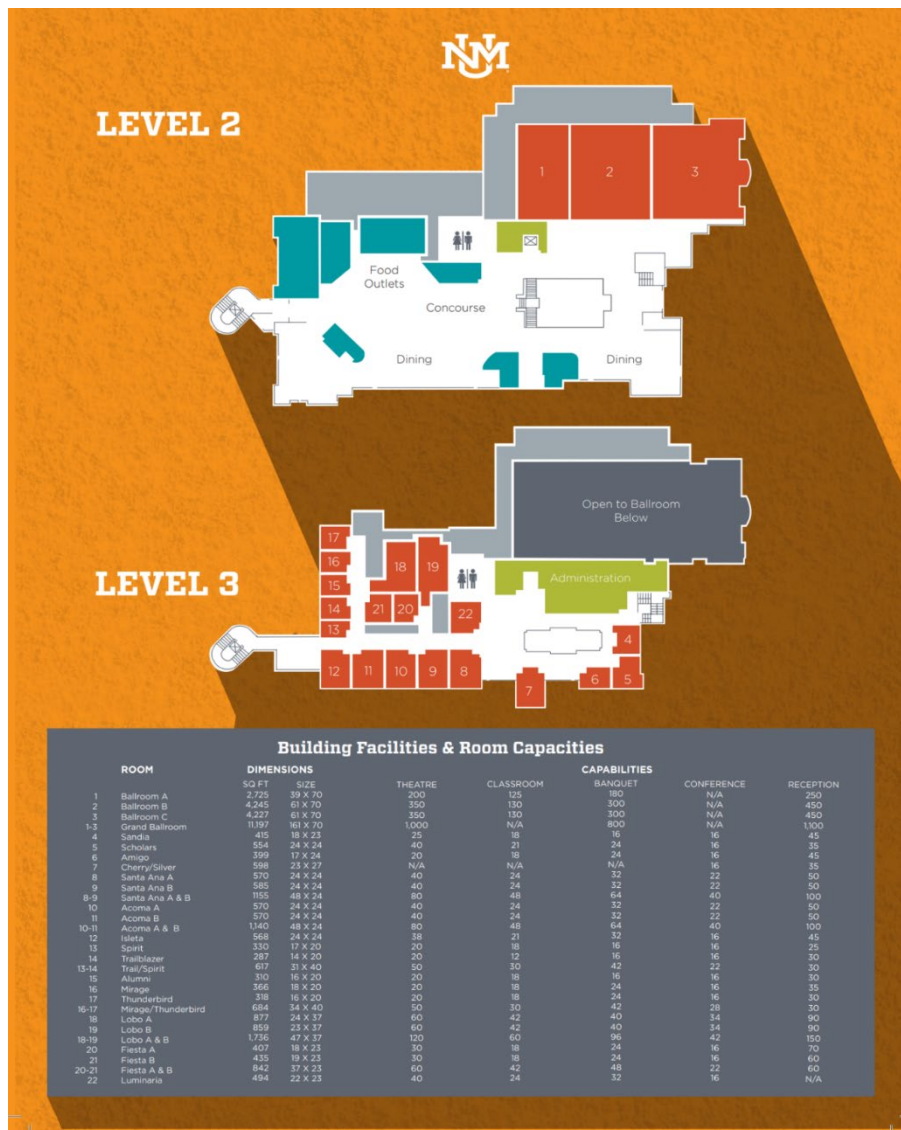 UNM
LEVEL 2
1 2 3
Food
Outlets
Concourse
Dining Dining
Open to Ballroom
Below
LEVEL 3
17
16
15
14
13
18 19
21 20
22
Administration
4
12 11 10 9 8
7
6 5
Building Facilities & Room Capacities
ROOM DIMENSIONS CAPABILITIES
SQ FT SIZE THEATRE CLASSROOM BANQUET CONFERENCE RECEPTION
1 Ballroom A 2,725 39 X 70 200 125 180 N/A 250
2 Ballroom B 4,245 61 X 70 350 130 300 N/A 450
3 Ballroom C 4,227 61 X 70 350 130 300 N/A 450
1-3 Grand Ballroom 11,197 161 X 70 1,000 N/A 800 N/A 1,100
4 Sandia 415 18 X 23 25 18 16 16 45
5 Scholars 554 24 X 24 40 21 24 16 35
6 Amigo 399 17 X 24 20 18 24 16 45
7 Cherry/Silver 598 23 X 27 N/A N/A N/A 16 35
8 Santa Ana A 570 24 X 24 40 24 32 22 50
9 Santa Ana B 585 24 X 24 40 24 32 22 50
8-9 Santa Ana A & B 1155 48 X 24 80 48 64 40 100
10 Acoma A 570 24 X 24 40 24 32 22 50
11 Acoma B 570 24 X 24 40 24 32 22 50
10-11 Acoma A & B 1,140 48 X 24 80 48 64 40 100
12 Isleta 568 24 X 24 38 21 32 16 45
13 Spirit 330 17 X 20 20 18 16 16 25
14 Trailblazer 287 14 X 20 20 12 16 16 30
13-14 Trail/Spirit 617 31 X 40 50 30 42 22 30
15 Alumni 310 16 X 20 20 18 16 16 30
16 Mirage 366 18 X 20 20 18 24 16 35
17 Thunderbird 318 16 X 20 20 18 24 16 30
16-17 Mirage/Thunderbird 684 34 X 40 50 30 42 28 30
18 Lobo A 877 24 X 37 60 42 40 34 90
19 Lobo B 859 23 X 37 60 42 40 34 90
18-19 Lobo A & B 1,736 47 X 37 120 60 96 42 150
20 Fiesta A 407 18 X 23 30 18 24 16 70
21 Fiesta B 435 19 X 23 30 18 24 16 60
20-21 Fiesta A & B 842 37 X 23 60 42 48 22 60
22 Luminaria 494 22 X 23 40 24 32 16 N/A